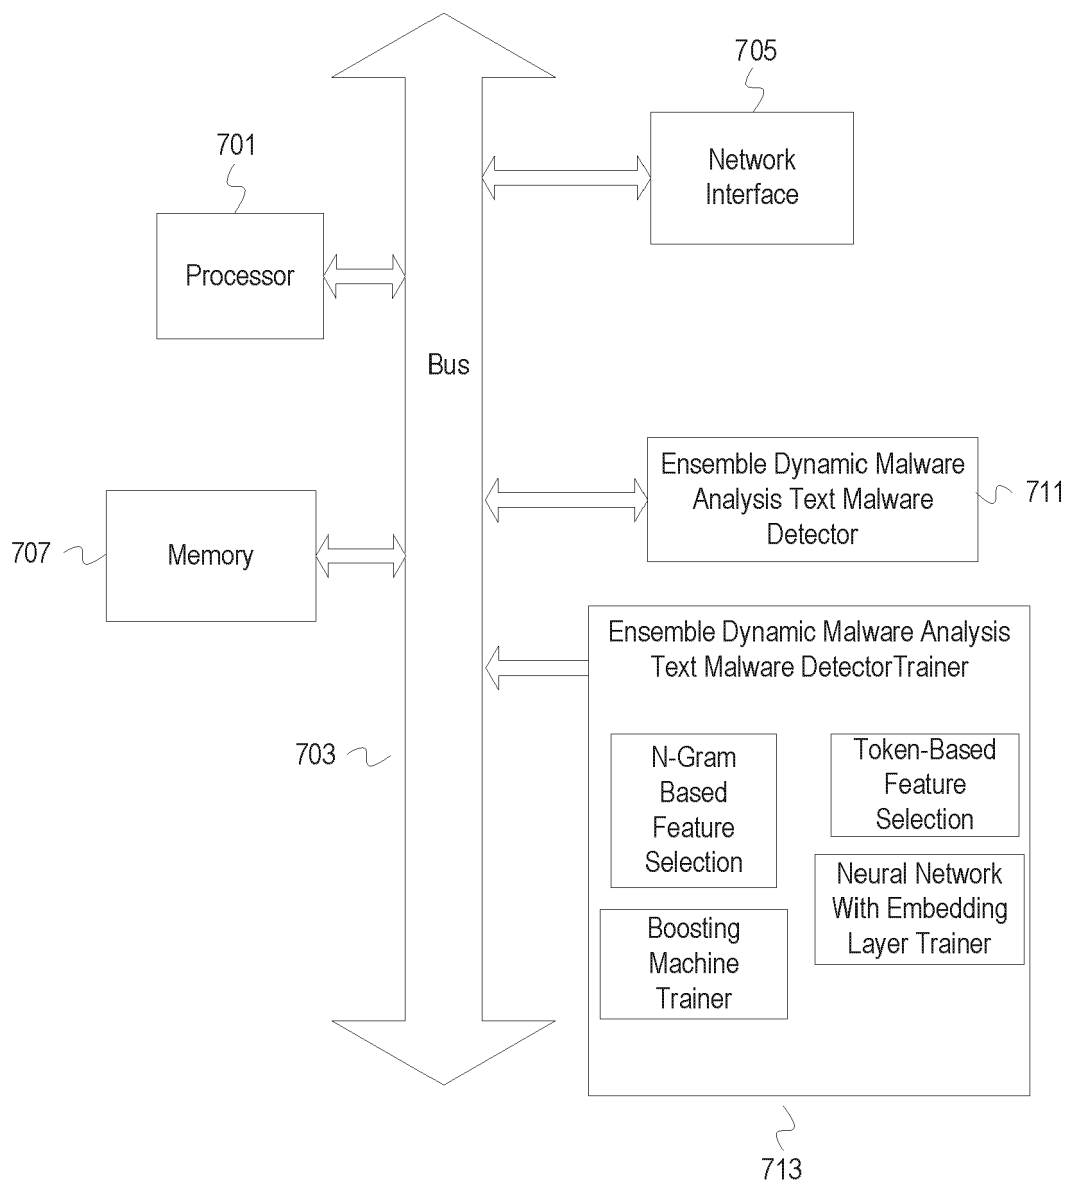 705
Network
Interface
701
Processor
Bus
Ensemble Dynamic Malware
Analysis Text Malware
Detector
711
707
Memory
Ensemble Dynamic Malware Analysis
Text Malware DetectorTrainer
703
N-Gram
Based
Feature
Selection
Token-Based
Feature
Selection
Boosting
Machine
Trainer
Neural Network
With Embedding
Layer Trainer
713